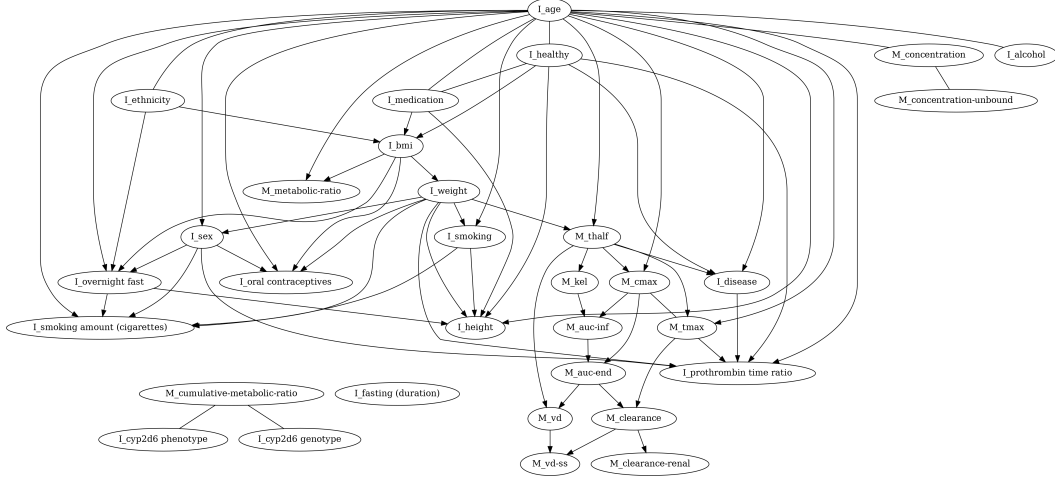 I_age
I_healthy
M_concentration
I_alcohol
I_ethnicity
I_medication
M_concentration-unbound
I_bmi
M_metabolic-ratio
I_weight
I_sex
I_smoking
M_thalf
I_overnight fast
I_oral contraceptives
M_kel
M_cmax
I_disease
I_smoking amount (cigarettes)
I_height
M_auc-inf
M_tmax
M_auc-end
I_prothrombin time ratio
M_cumulative-metabolic-ratio
I_fasting (duration)
M_vd
M_clearance
I_cyp2d6 phenotype
I_cyp2d6 genotype
M_vd-ss
M_clearance-renal